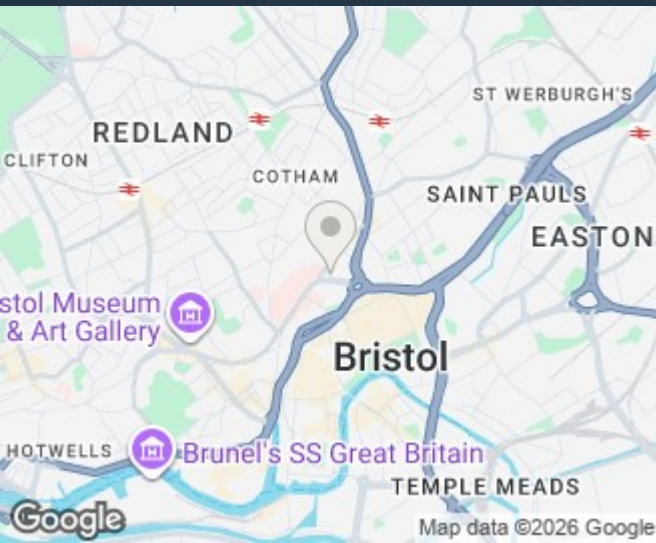 ST WERBURGH'S
REDLAND
CLIFTON
COTHAM
SAINT PAULS
EASTON
stol Museum
& Art Gallery
Bristol
HOTWELLS
Brunel's SS Great Britain
TEMPLE MEADS
Google
Map data ©2026 Google